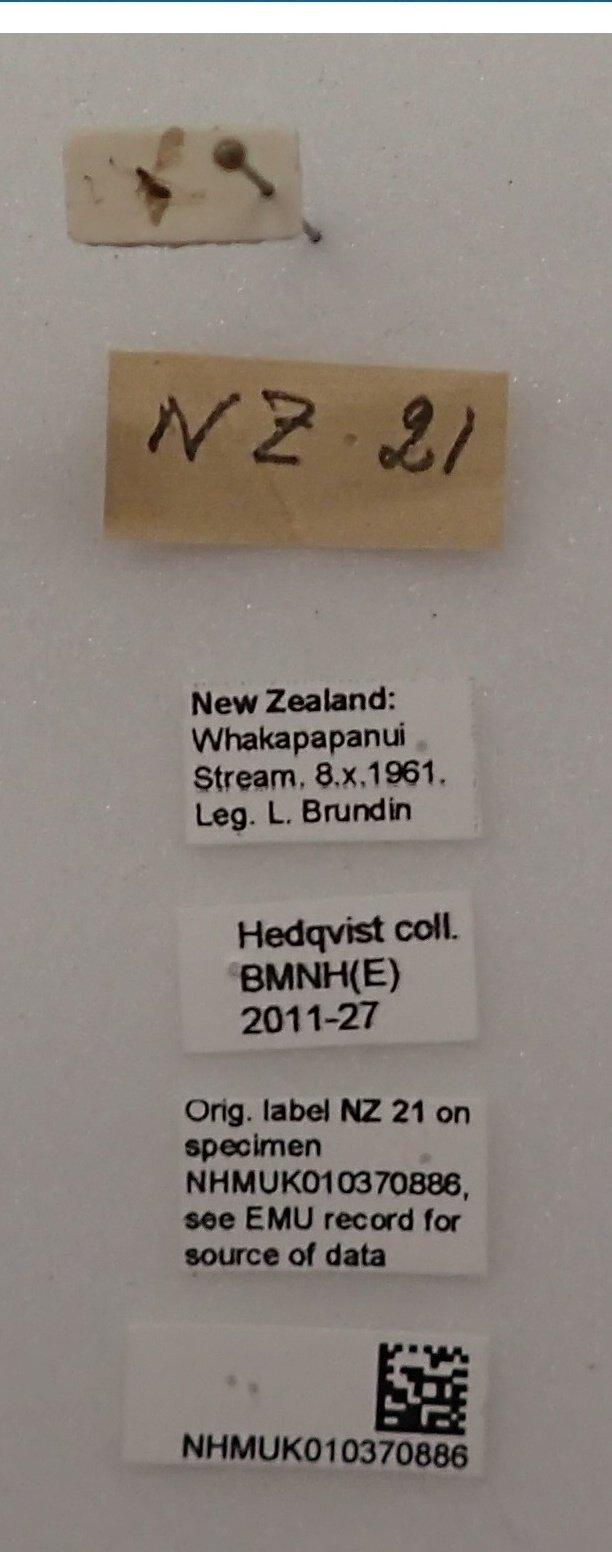 NZ. 21
New Zealand:
Whakapapanui
Stream. 8.x.1961.
Leg. L. Brundin
Hedqvist coll.
BMNH(E)
2011-27
Orig. label NZ 21 on
specimen
NHMUK010370886,
see EMU record for
source of data
NHMUK010370886